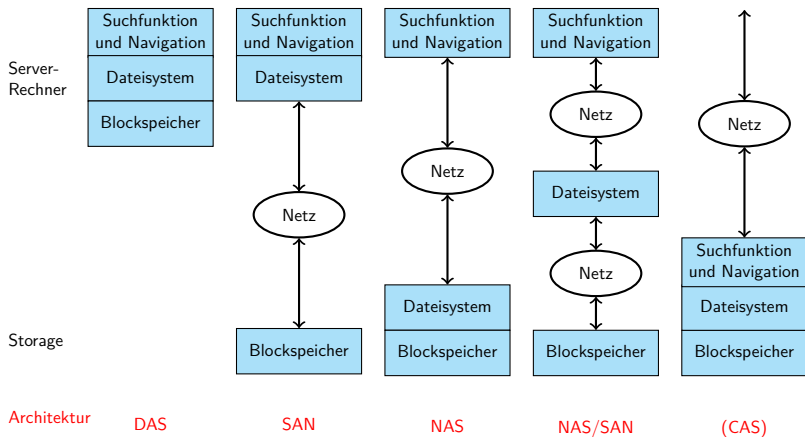 Server-
Rechner
Storage
Architektur
Suchfunktion
und Navigation
Dateisystem
Blockspeicher
DAS
Suchfunktion
und Navigation
Dateisystem
Netz
Blockspeicher
SAN
Suchfunktion
und Navigation
Netz
Dateisystem
Blockspeicher
NAS
Suchfunktion
und Navigation
Netz
Dateisystem
Netz
Blockspeicher
NAS/SAN
Netz
Suchfunktion
und Navigation
Dateisystem
Blockspeicher
(CAS)